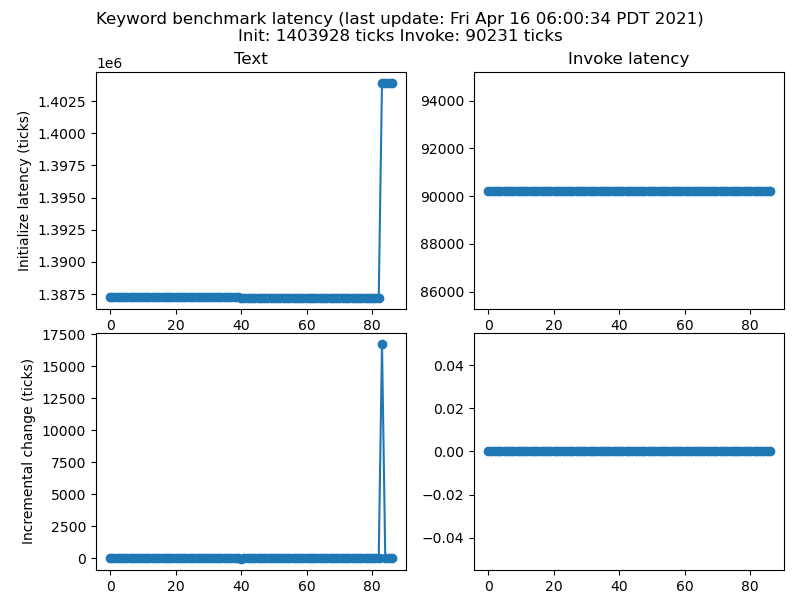 Keyword benchmark latency (last update: Fri Apr 16 06:00:34 PDT 2021)
Init: 1403928 ticks Invoke: 90231 ticks
Text
1e6
Initialize latency (ticks)
1.4025
1.4000
1.3975
1.3950
1.3925
1.3900
1.3875
0 20 40 60 80
Invoke latency
94000
92000
90000
88000
86000
0 20 40 60 80
Incremental change (ticks)
17500
15000
12500
10000
7500
5000
2500
0
0 20 40 60 80
0.04
0.02
0.00
−0.02
−0.04
0 20 40 60 80